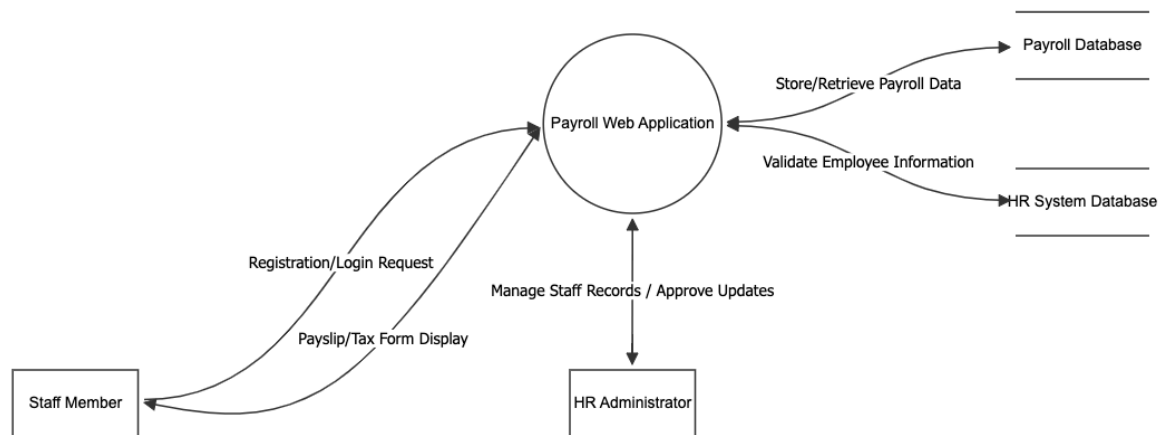 Payroll Database
Store/Retrieve Payroll Data
Payroll Web Application
Validate Employee Information
HR System Database
Registration/Login Request
Manage Staff Records / Approve Updates
Payslip/Tax Form Display
Staff Member
HR Administrator